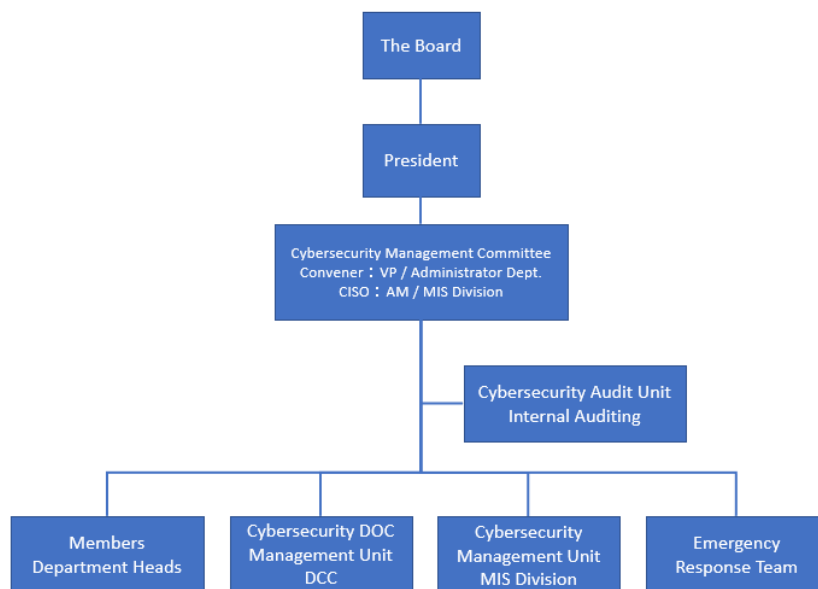 The Board
President
Cybersecurity Management Committee
Convener：VP / Administrator Dept.
CISO：AM / MIS Division
Cybersecurity Audit Unit
Internal Auditing
Members
Department Heads
Cybersecurity DOC
Management Unit
DCC
Cybersecurity
Management Unit
MIS Division
Emergency
Response Team